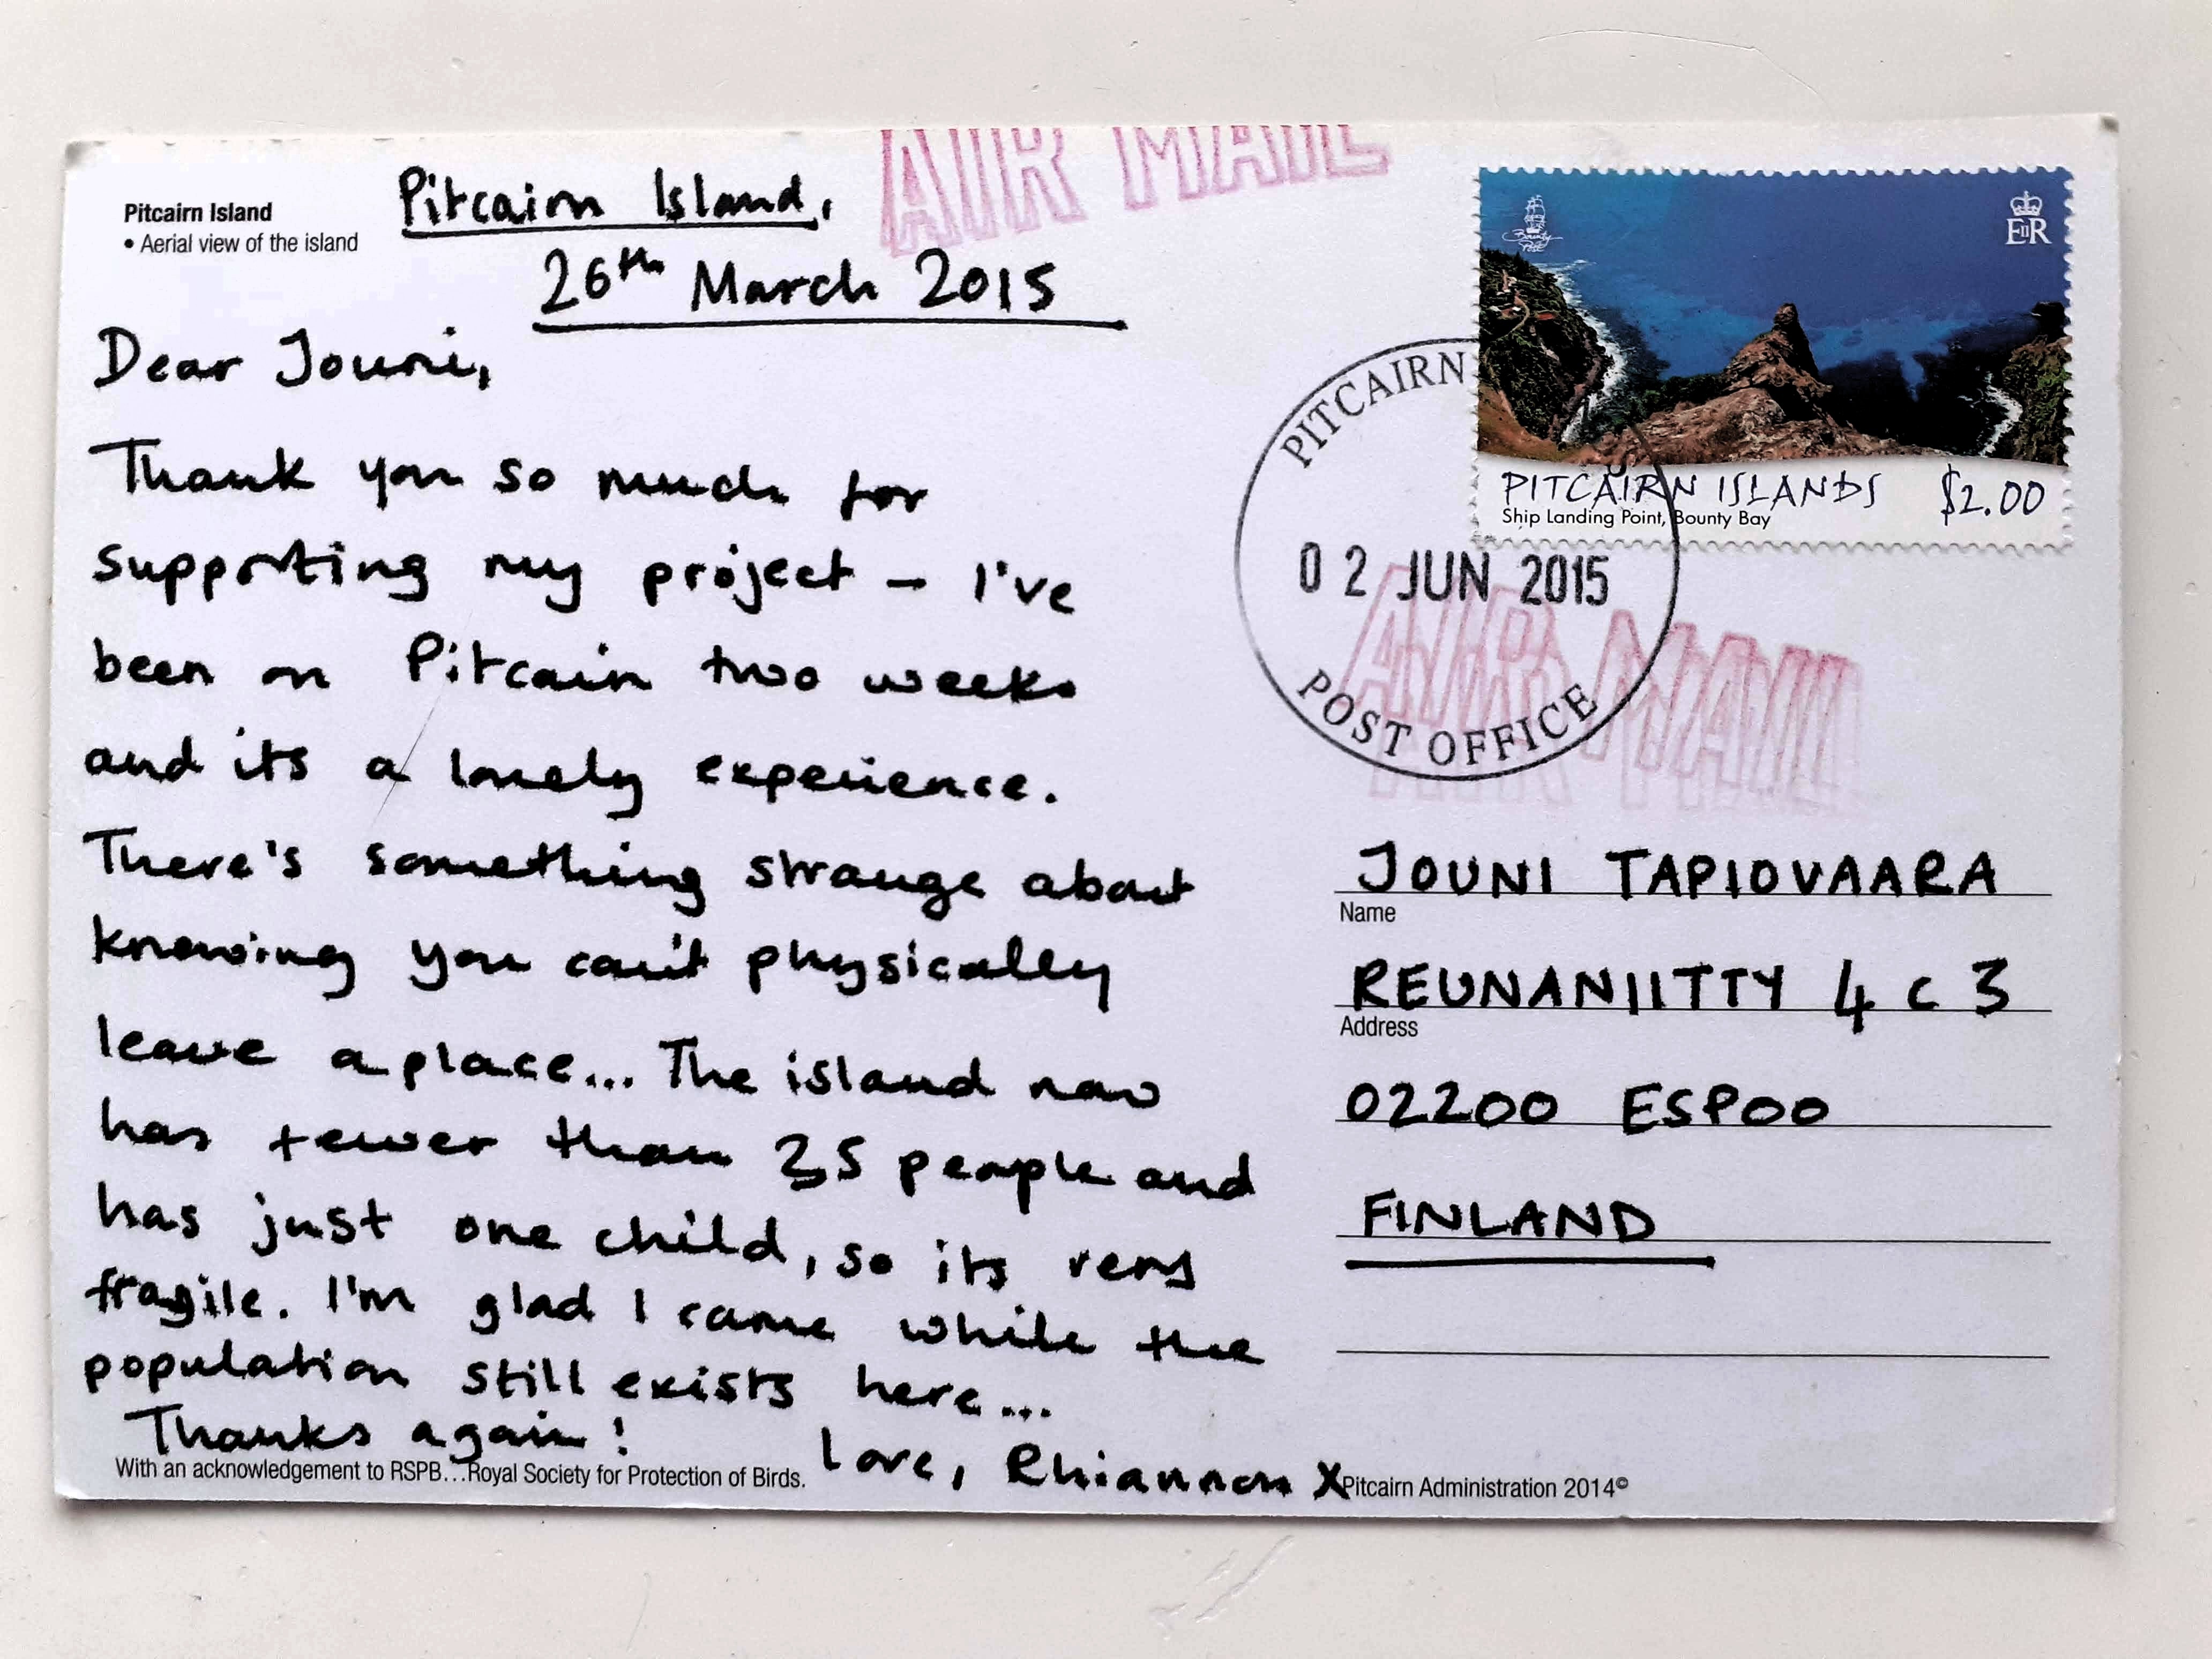 Pitcairn Island
• Aerial view of the island
Pitcairn Island,
26th March 2015
AIR MAIL
Dear Jouni,
Thank you so much for
supporting my project – I've
been on Pitcairn two weeks
and its a lonely experience.
There's something strange about
knowing you can't physically
leave a place... The island now
has fewer than 35 people and
has just one child, so its very
fragile. I'm glad I came while the
population still exists here...
Thanks again!
Love, Rhiannon X
With an acknowledgement to RSPB...Royal Society for Protection of Birds.
Pitcairn Administration 2014©
Bounty Post
EIIR
PITCAIRN ISLANDS $2.00
Ship Landing Point, Bounty Bay
PITCAIRN
02 JUN 2015
POST OFFICE
AIR MAIL
JOUNI TAPIOVAARA
Name
REUNANIITTY 4 C 3
Address
02200 ESPOO
FINLAND